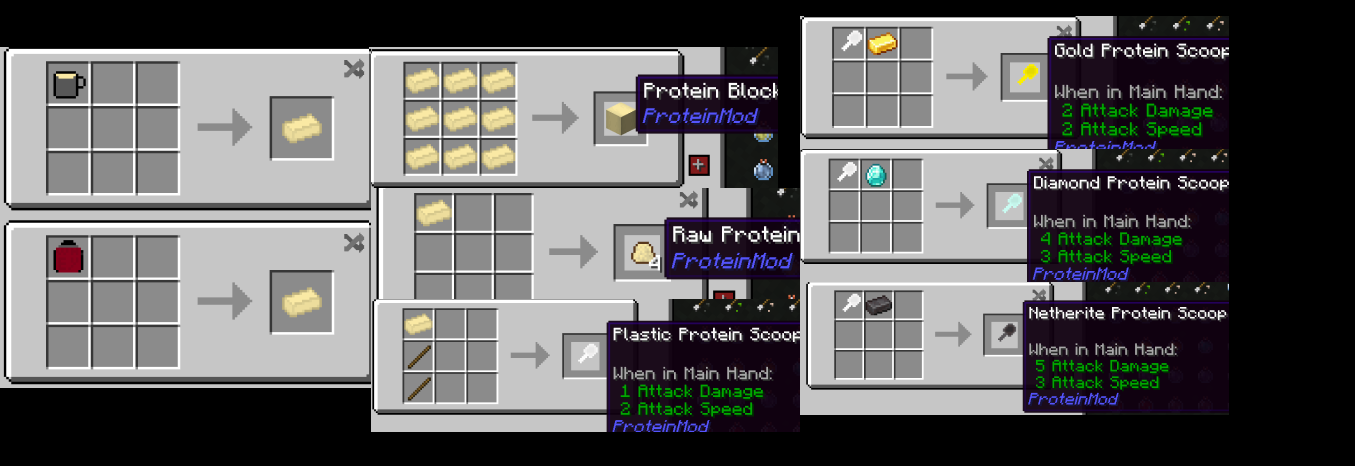 Protein Block
ProteinMod
Raw Protein
ProteinMod
4
Plastic Protein Scoop
When in Main Hand:
1 Attack Damage
2 Attack Speed
ProteinMod
Gold Protein Scoop
When in Main Hand:
2 Attack Damage
2 Attack Speed
ProteinMod
Diamond Protein Scoop
When in Main Hand:
4 Attack Damage
3 Attack Speed
ProteinMod
Netherite Protein Scoop
When in Main Hand:
5 Attack Damage
3 Attack Speed
ProteinMod